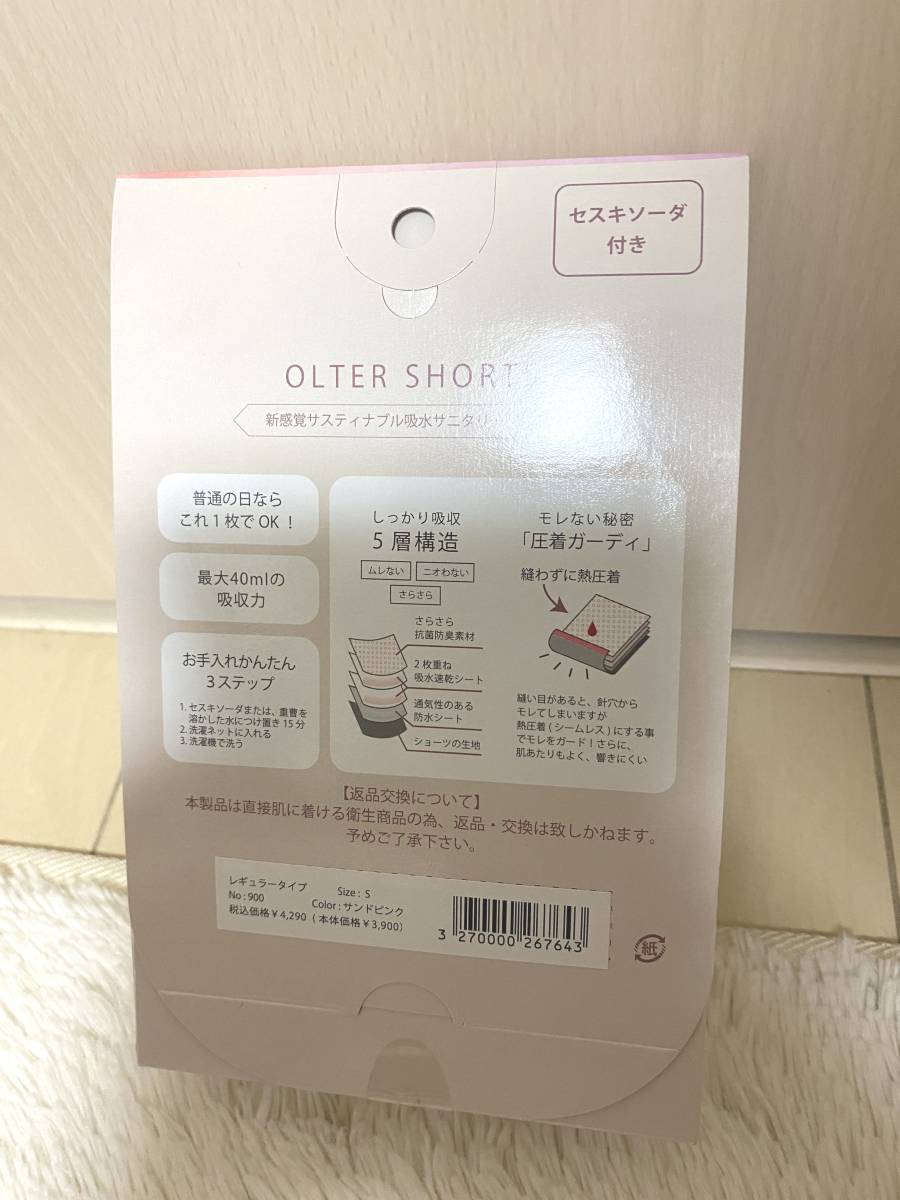 セスキソーダ
付き
OLTER SHORT
新感覚サスティナブル吸水サニタリ
普通の日なら
これ1枚でOK！
最大40mlの
吸収力
お手入れかんたん
3ステップ
1. セスキソーダまたは、重曹を
溶かした水につけ置き15分
2. 洗濯ネットに入れる
3. 洗濯機で洗う
しっかり吸収
5層構造
ムレない ニオわない
さらさら
さらさら
抗菌防臭素材
2枚重ね
吸水速乾シート
通気性のある
防水シート
ショーツの生地
モレない秘密
「圧着ガーディ」
縫わずに熱圧着
縫い目があると、針穴から
モレてしまいますが
熱圧着(シームレス)にする事
でモレをガード！さらに、
肌あたりもよく、響きにくい
【返品交換について】
本製品は直接肌に着ける衛生商品の為、返品・交換は致しかねます。
予めご了承下さい。
レギュラータイプ Size : S
No : 900 Color : サンドピンク
税込価格￥4,290 (本体価格￥3,900)
3 270000 267643
紙